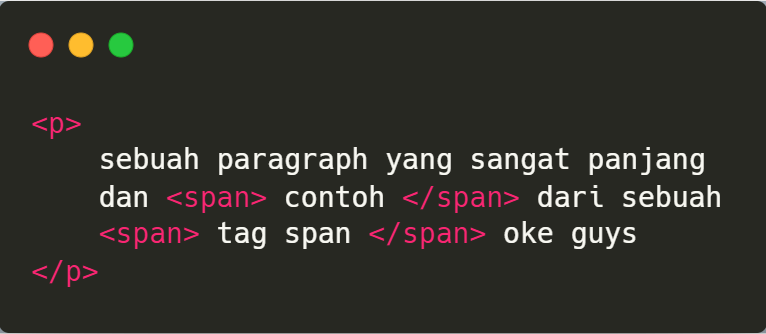 <p>
sebuah paragraph yang sangat panjang
dan <span> contoh </span> dari sebuah
<span> tag span </span> oke guys
</p>